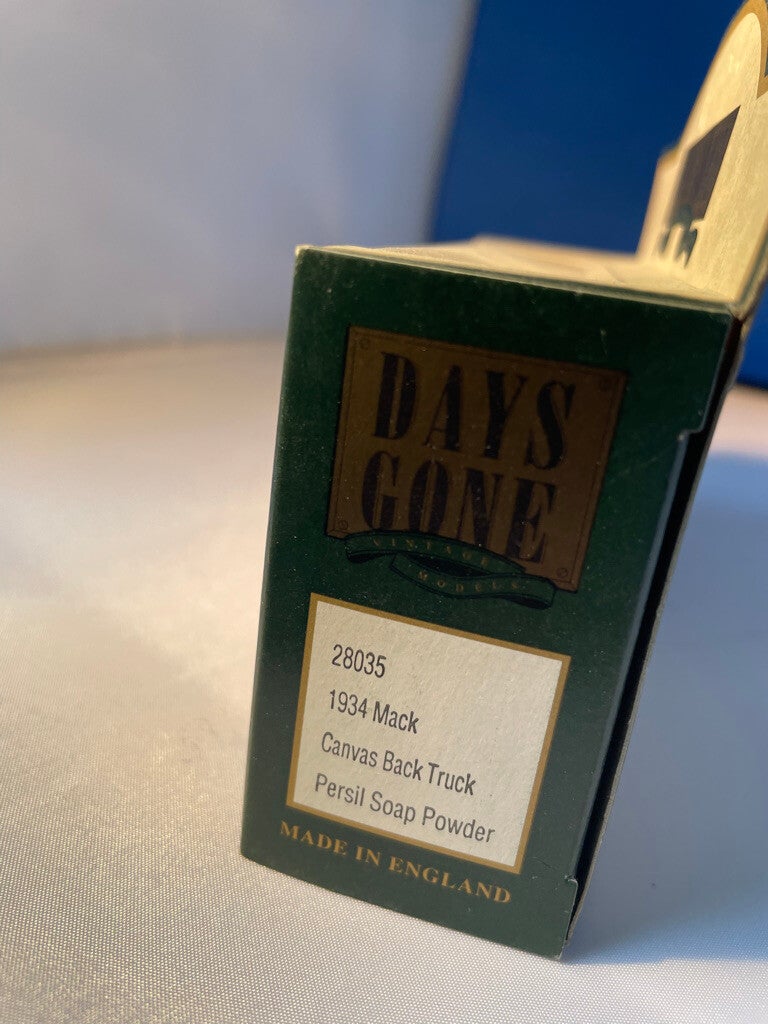 DAYS
GONE
VINTAGE
MODELS
28035
1934 Mack
Canvas Back Truck
Persil Soap Powder
MADE IN ENGLAND